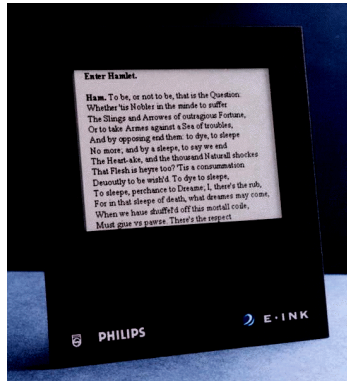 Enter Hamlet.
Ham. To be, or not to be, that is the Question:
Whether 'tis Nobler in the minde to suffer
The Slings and Arrowes of outragious Fortune,
Or to take Armes against a Sea of troubles,
And by opposing end them: to dye, to sleepe
No more; and by a sleepe, to say we end
The Heart-ake, and the thousand Naturall shockes
That Flesh is heyre too? 'Tis a consummation
Deuoutly to be wish'd. To dye to sleepe,
To sleepe, perchance to Dreame; I, there's the rub,
For in that sleepe of death, what dreames may come,
When we haue shuffel'd off this mortall coile,
Must giue vs pawse. There's the respect
PHILIPS
E·INK